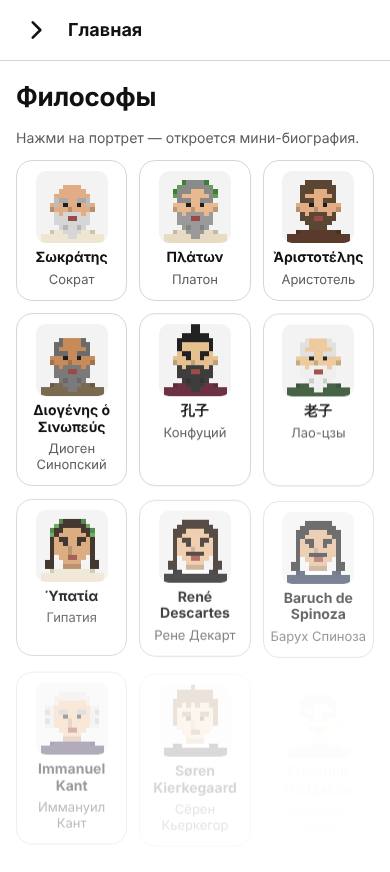 Главная
Философы
Нажми на портрет — откроется мини-биография.
Σωκράτης
Сократ
Πλάτων
Платон
Ἀριστοτέλης
Аристотель
Διογένης ὁ
Σινωπεύς
Диоген
Синопский
孔子
Конфуций
老子
Лао-цзы
Ὑπατία
Гипатия
René
Descartes
Рене Декарт
Baruch de
Spinoza
Барух Спиноза
Immanuel
Kant
Иммануил
Кант
Søren
Kierkegaard
Сёрен
Кьеркегор